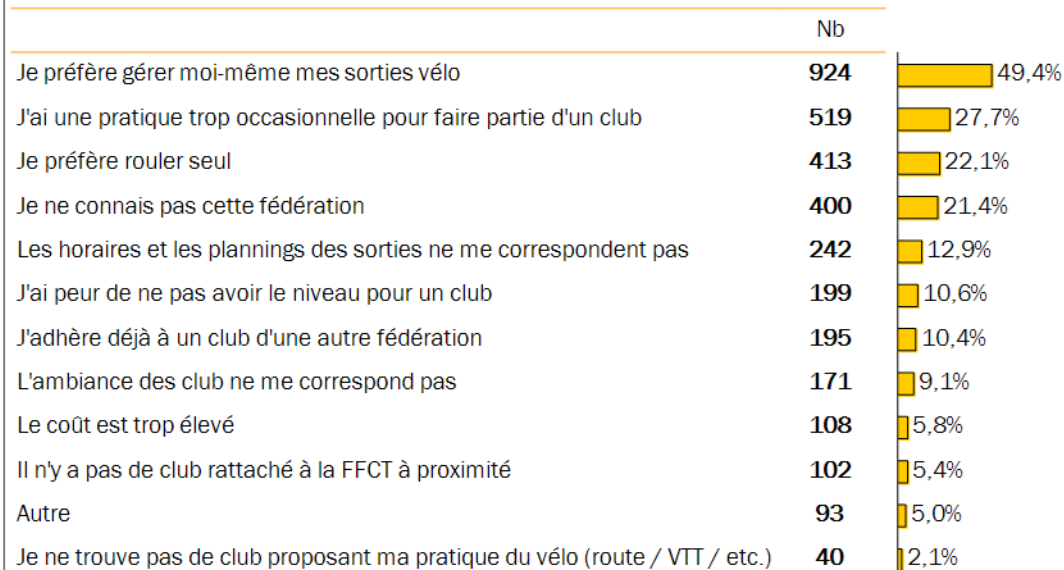 Nb
Je préfère gérer moi-même mes sorties vélo 924 49,4%
J'ai une pratique trop occasionnelle pour faire partie d'un club 519 27,7%
Je préfère rouler seul 413 22,1%
Je ne connais pas cette fédération 400 21,4%
Les horaires et les plannings des sorties ne me correspondent pas 242 12,9%
J'ai peur de ne pas avoir le niveau pour un club 199 10,6%
J'adhère déjà à un club d'une autre fédération 195 10,4%
L'ambiance des club ne me correspond pas 171 9,1%
Le coût est trop élevé 108 5,8%
Il n'y a pas de club rattaché à la FFCT à proximité 102 5,4%
Autre 93 5,0%
Je ne trouve pas de club proposant ma pratique du vélo (route / VTT / etc.) 40 2,1%